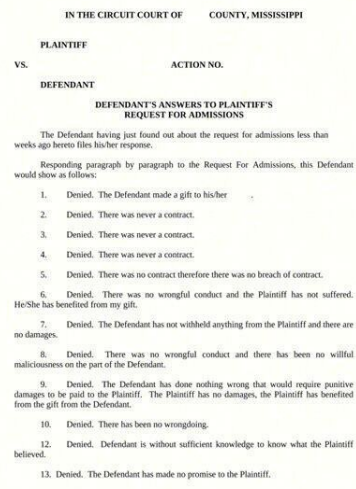 IN THE CIRCUIT COURT OF COUNTY, MISSISSIPPI
PLAINTIFF
VS. ACTION NO.
DEFENDANT
DEFENDANT'S ANSWERS TO PLAINTIFF'S
REQUEST FOR ADMISSIONS
The Defendant having just found out about the request for admissions less than
weeks ago hereto files his/her response.
Responding paragraph by paragraph to the Request For Admissions, this Defendant
would show as follows:
1. Denied. The Defendant made a gift to his/her .
2. Denied. There was never a contract.
3. Denied. There was never a contract.
4. Denied. There was never a contract.
5. Denied. There was no contract therefore there was no breach of contract.
6. Denied. There was no wrongful conduct and the Plaintiff has not suffered.
He/She has benefited from my gift.
7. Denied. The Defendant has not withheld anything from the Plaintiff and there are
no damages.
8. Denied. There was no wrongful conduct and there has been no willful
maliciousness on the part of the Defendant.
9. Denied. The Defendant has done nothing wrong that would require punitive
damages to be paid to the Plaintiff. The Plaintiff has no damages, the Plaintiff has benefited
from the gift from the Defendant.
10. Denied. There has been no wrongdoing.
12. Denied. Defendant is without sufficient knowledge to know what the Plaintiff
believed.
13. Denied. The Defendant has made no promise to the Plaintiff.